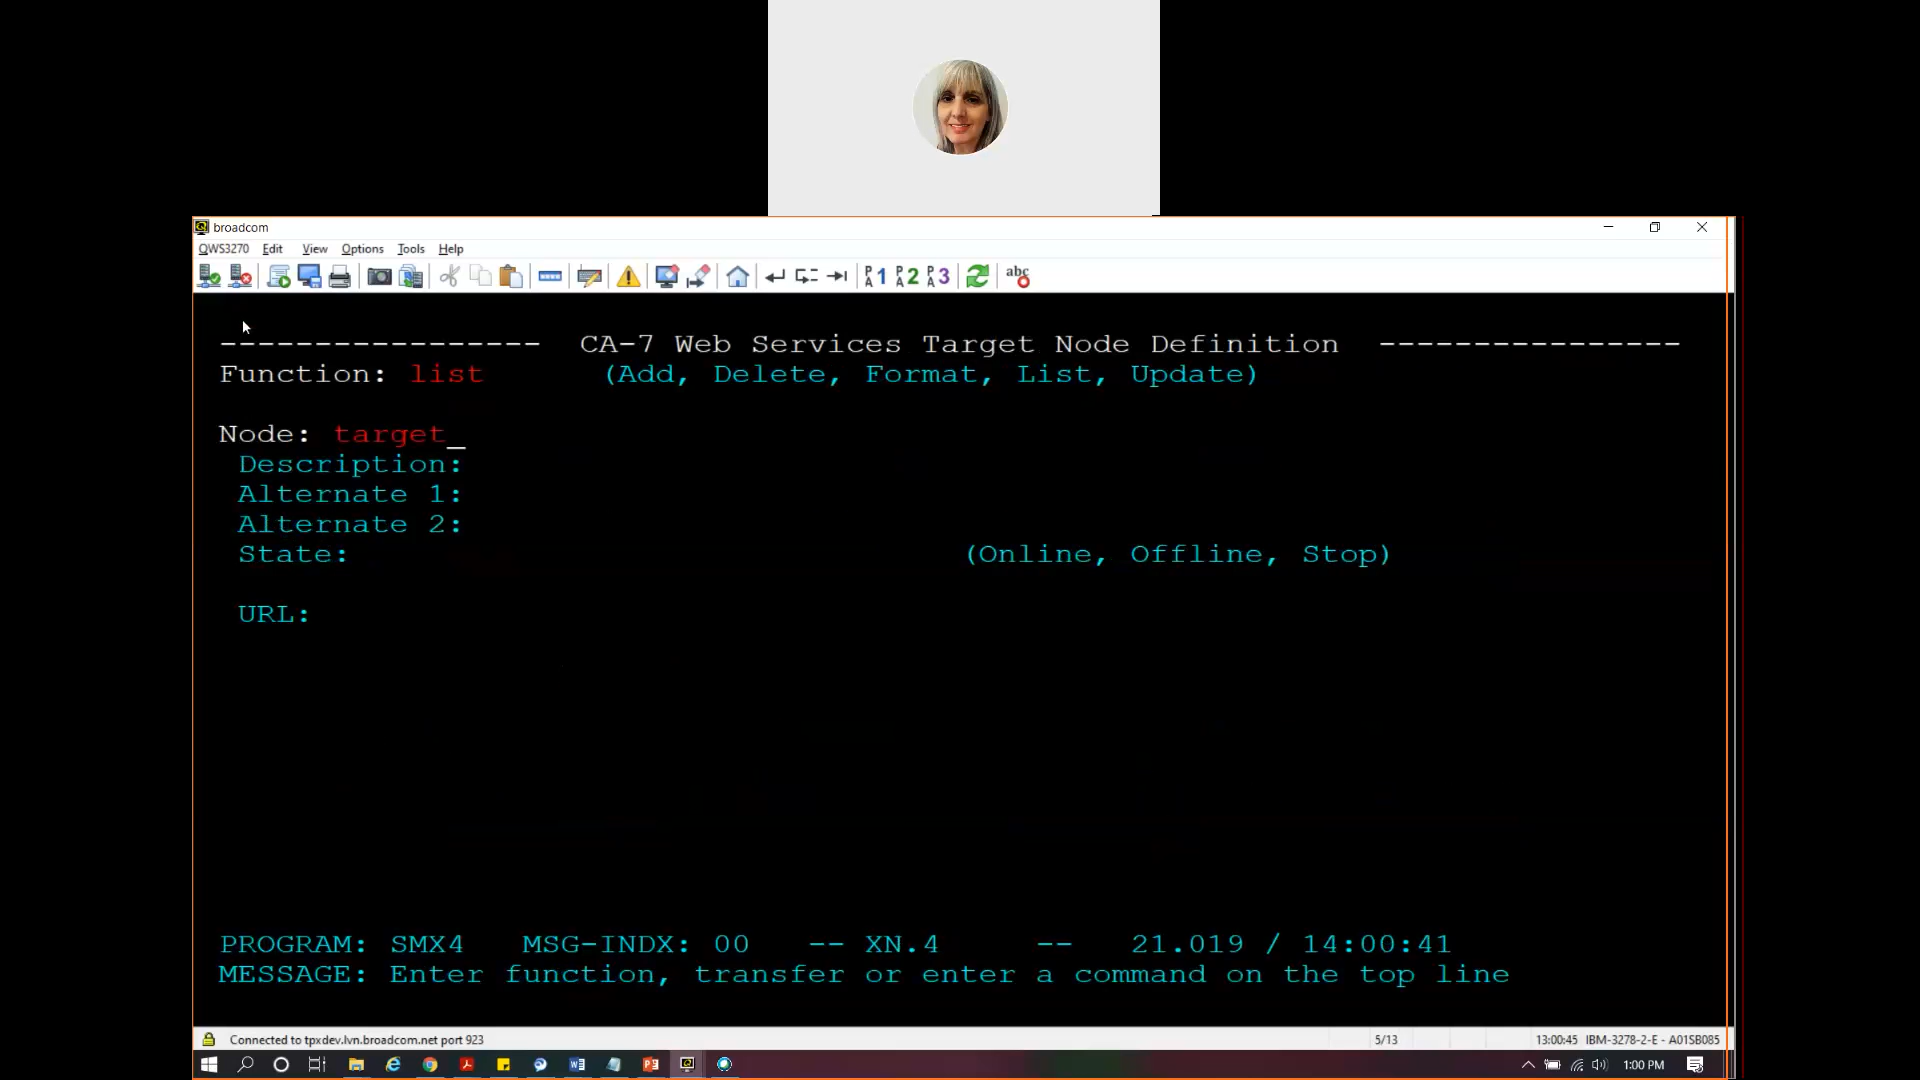 broadcom
QWS3270 Edit View Options Tools Help
PA1 PA2 PA3 abc
----------------- CA-7 Web Services Target Node Definition ----------------
Function: list (Add, Delete, Format, List, Update)
Node: target_
Description:
Alternate 1:
Alternate 2:
State: (Online, Offline, Stop)
URL:
PROGRAM: SMX4 MSG-INDX: 00 -- XN.4 -- 21.019 / 14:00:41
MESSAGE: Enter function, transfer or enter a command on the top line
Connected to tpxdev.lvn.broadcom.net port 923 5/13 13:00:45 IBM-3278-2-E - A01SB085
1:00 PM